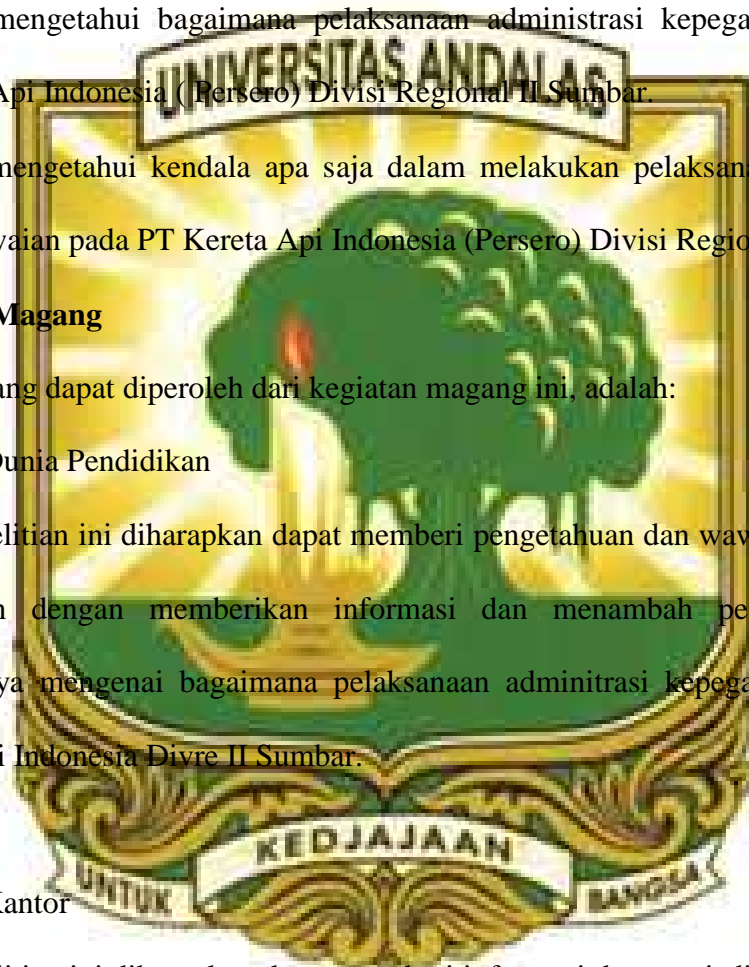 mengetahui bagaimana pelaksanaan administrasi kepega
UNIVERSITAS ANDALAS
Api Indonesia ( Persero) Divisi Regional II Sumbar.
mengetahui kendala apa saja dalam melakukan pelaksana
vaian pada PT Kereta Api Indonesia (Persero) Divisi Regio
Magang
ang dapat diperoleh dari kegiatan magang ini, adalah:
Dunia Pendidikan
elitian ini diharapkan dapat memberi pengetahuan dan waw
dengan memberikan informasi dan menambah pe
ya mengenai bagaimana pelaksanaan adminitrasi kepega
i Indonesia Divre II Sumbar.
KEDJAJAAN
UNTUK BANGSA
Kantor